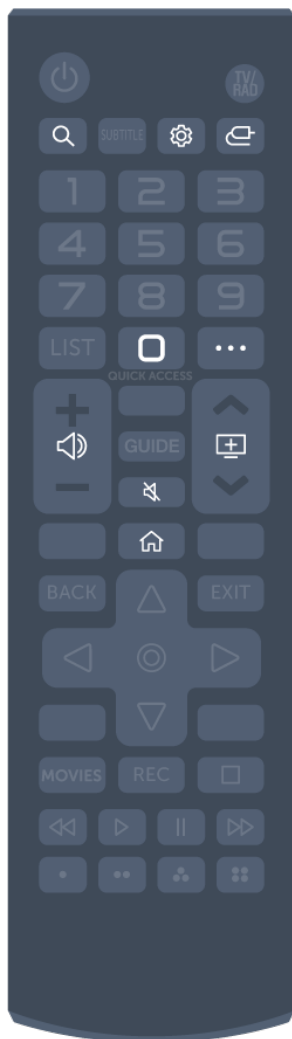 TV/
RAD
SUBTITLE
1 2 3
4 5 6
7 8 9
LIST 0
QUICK ACCESS
GUIDE
BACK EXIT
MOVIES REC